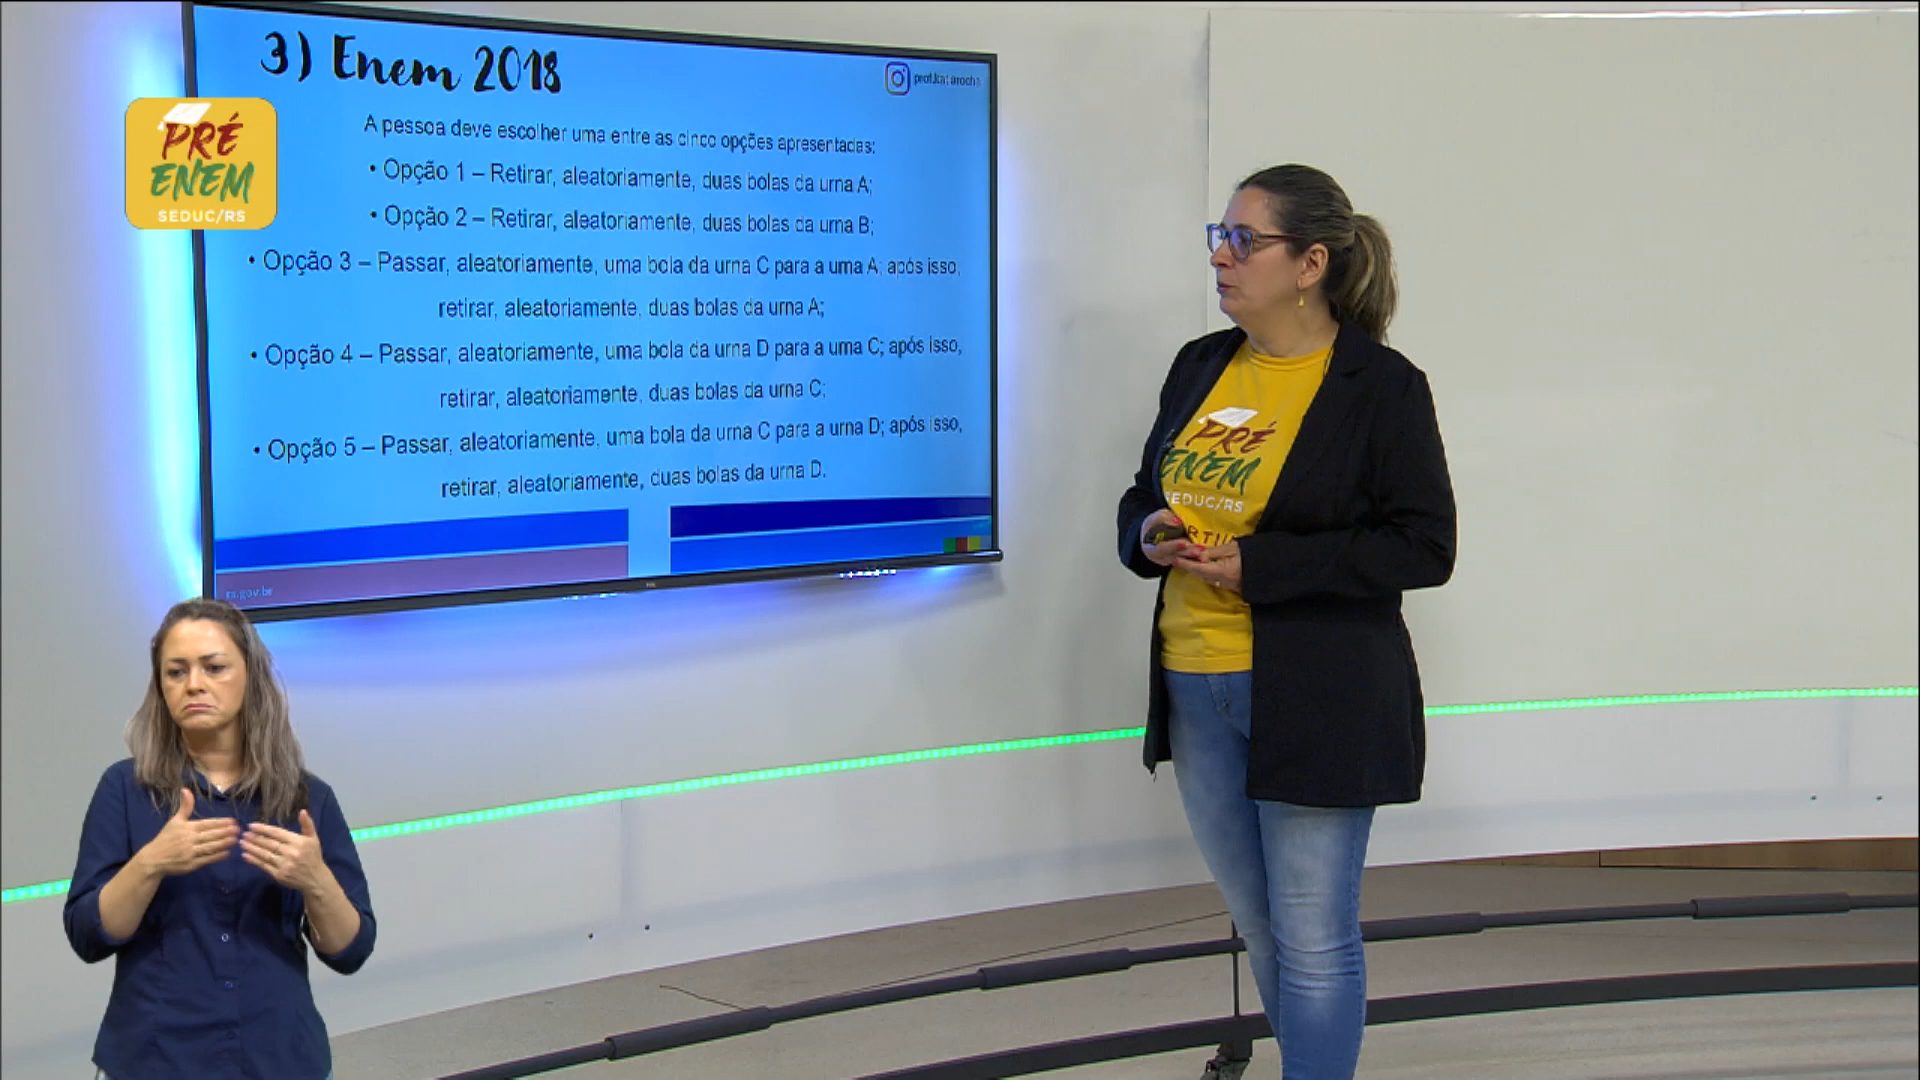 3) Enem 2018
A pessoa deve escolher uma entre as cinco opções apresentadas:
• Opção 1 – Retirar, aleatoriamente, duas bolas da urna A;
• Opção 2 – Retirar, aleatoriamente, duas bolas da urna B;
• Opção 3 – Passar, aleatoriamente, uma bola da urna C para a urna A; após isso,
retirar, aleatoriamente, duas bolas da urna A;
• Opção 4 – Passar, aleatoriamente, uma bola da urna D para a urna C; após isso,
retirar, aleatoriamente, duas bolas da urna C;
• Opção 5 – Passar, aleatoriamente, uma bola da urna C para a urna D; após isso,
retirar, aleatoriamente, duas bolas da urna D.
rs.gov.br
PRÉ
ENEM
SEDUC/RS
PRÉ
ENEM
SEDUC/RS